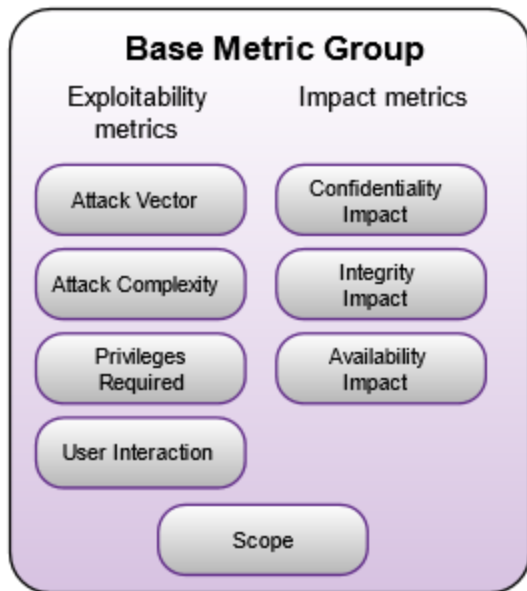 Base Metric Group
Exploitability
metrics
Impact metrics
Attack Vector
Attack Complexity
Privileges
Required
User Interaction
Confidentiality
Impact
Integrity
Impact
Availability
Impact
Scope